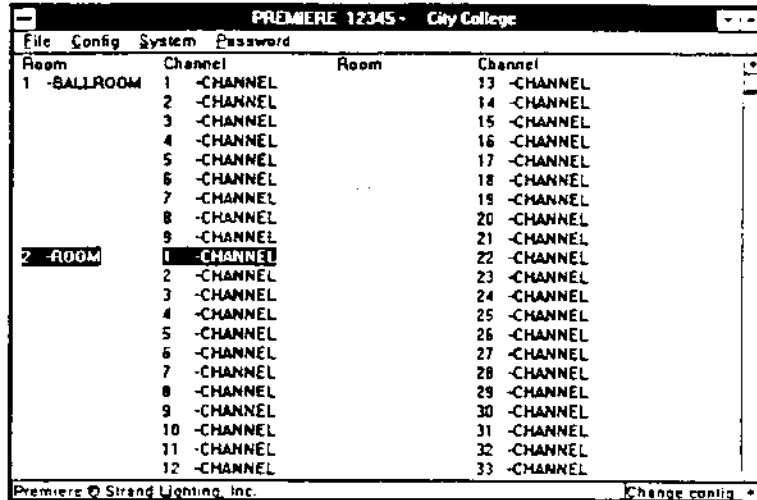 PREMIERE 12345 - City College
File Config System Password
Room Channel Room Channel
1 -BALLROOM 1 -CHANNEL 13 -CHANNEL
2 -CHANNEL 14 -CHANNEL
3 -CHANNEL 15 -CHANNEL
4 -CHANNEL 16 -CHANNEL
5 -CHANNEL 17 -CHANNEL
6 -CHANNEL 18 -CHANNEL
7 -CHANNEL 19 -CHANNEL
8 -CHANNEL 20 -CHANNEL
9 -CHANNEL 21 -CHANNEL
2 -ROOM 1 -CHANNEL 22 -CHANNEL
2 -CHANNEL 23 -CHANNEL
3 -CHANNEL 24 -CHANNEL
4 -CHANNEL 25 -CHANNEL
5 -CHANNEL 26 -CHANNEL
6 -CHANNEL 27 -CHANNEL
7 -CHANNEL 28 -CHANNEL
8 -CHANNEL 29 -CHANNEL
9 -CHANNEL 30 -CHANNEL
10 -CHANNEL 31 -CHANNEL
11 -CHANNEL 32 -CHANNEL
12 -CHANNEL 33 -CHANNEL
Premiere © Strand Lighting, Inc. Change config